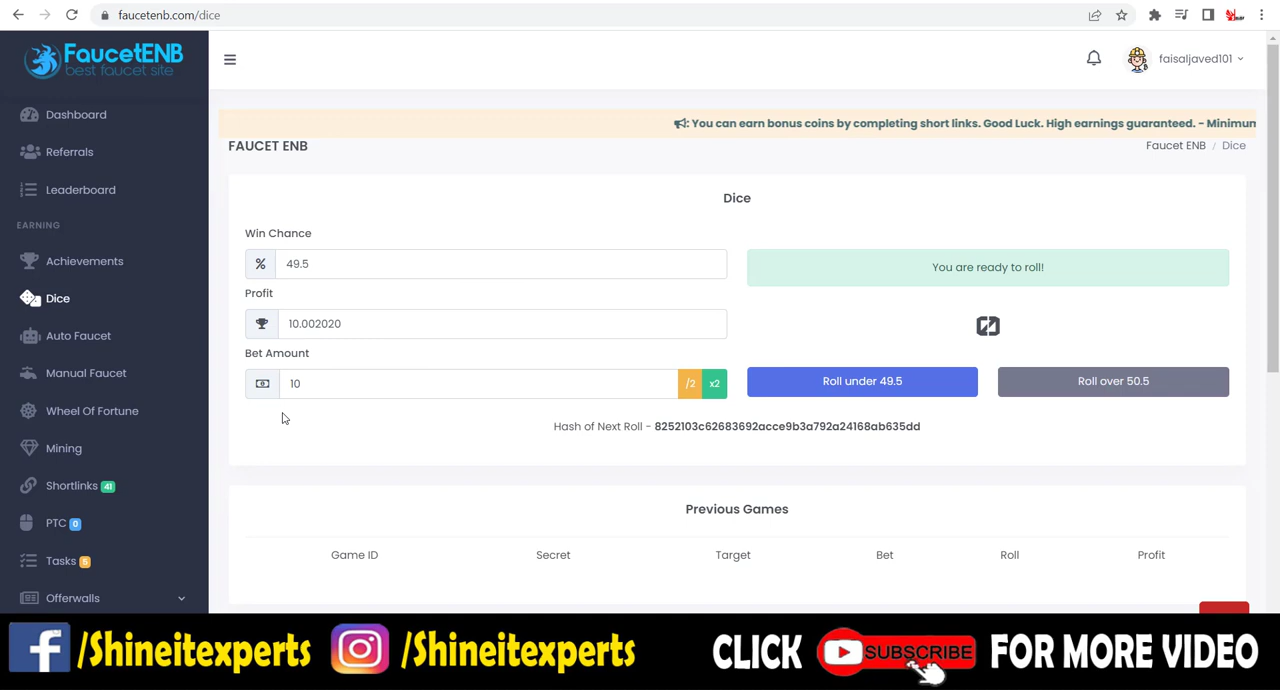 faucetenb.com/dice
FaucetENB
best faucet site
faisaljaved101
Dashboard
Referrals
Leaderboard
EARNING
Achievements
Dice
Auto Faucet
Manual Faucet
Wheel Of Fortune
Mining
Shortlinks 41
PTC 0
Tasks 5
Offerwalls
: You can earn bonus coins by completing short links. Good Luck. High earnings guaranteed. - Minimum
FAUCET ENB
Faucet ENB / Dice
Dice
Win Chance
% 49.5
Profit
10.002020
Bet Amount
10 /2 x2
You are ready to roll!
Roll under 49.5
Roll over 50.5
Hash of Next Roll - 8252103c62683692acce9b3a792a24168ab635dd
Previous Games
Game ID Secret Target Bet Roll Profit
f /Shineitexperts /Shineitexperts CLICK SUBSCRIBE FOR MORE VIDEO